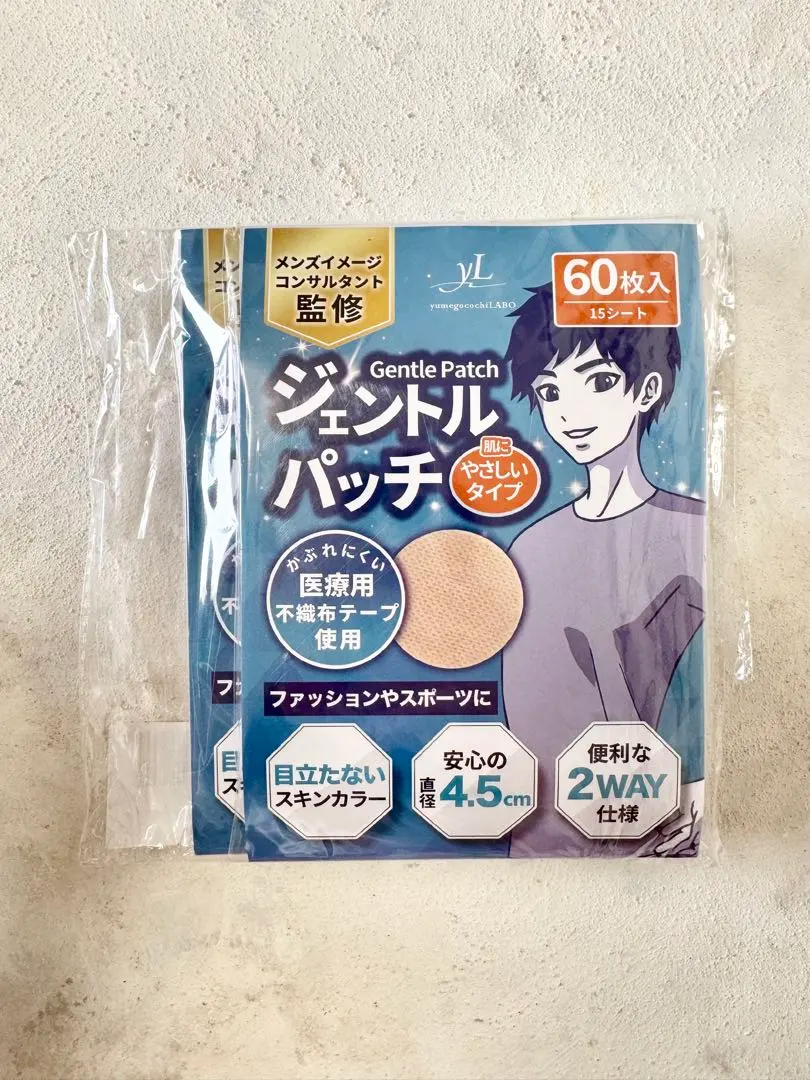 メンズイメージ
コンサルタント
監修
yL
yumegocochiLABO
60枚入
15シート
Gentle Patch
ジェントル
パッチ
肌に
やさしい
タイプ
かぶれにくい
医療用
不織布テープ
使用
ファッションやスポーツに
目立たない
スキンカラー
安心の
直径4.5cm
便利な
2WAY
仕様